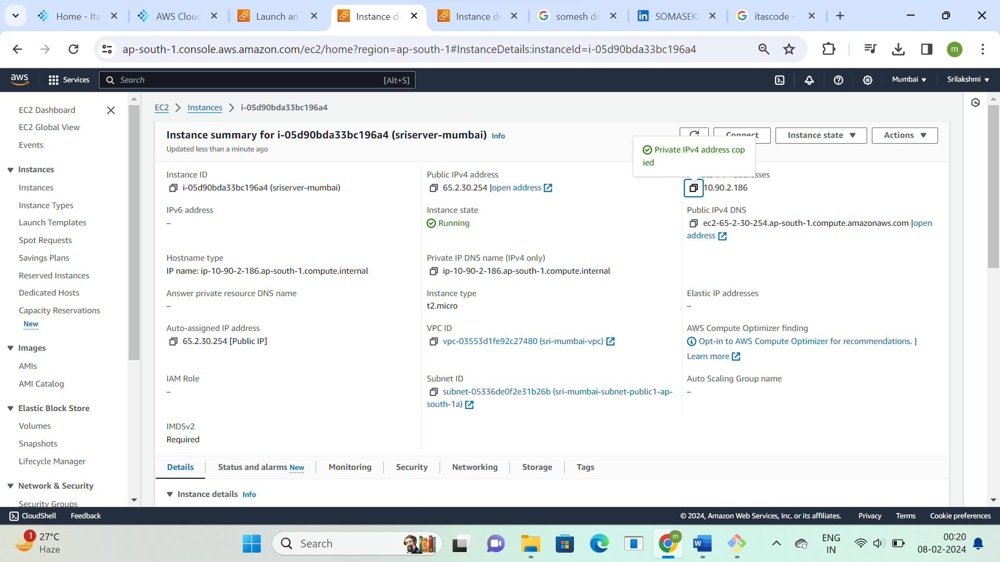 Home - Ita
AWS Cloud
Launch an
Instance de
Instance de
somesh de
SOMASEK
itascode -
ap-south-1.console.aws.amazon.com/ec2/home?region=ap-south-1#InstanceDetails:instanceId=i-05d90bda33bc196a4
m
aws
Services
Search
[Alt+S]
Mumbai
Srilakshmi
EC2 Dashboard
EC2 Global View
Events
Instances
Instances
Instance Types
Launch Templates
Spot Requests
Savings Plans
Reserved Instances
Dedicated Hosts
Capacity Reservations
New
Images
AMIs
AMI Catalog
Elastic Block Store
Volumes
Snapshots
Lifecycle Manager
Network & Security
Security Groups
EC2
Instances
i-05d90bda33bc196a4
Instance summary for i-05d90bda33bc196a4 (sriserver-mumbai) Info
Updated less than a minute ago
Connect
Instance state
Actions
Private IPv4 address cop
ied
Instance ID
i-05d90bda33bc196a4 (sriserver-mumbai)
Public IPv4 address
65.2.30.254 |open address
10.90.2.186
IPv6 address
–
Instance state
Running
Public IPv4 DNS
ec2-65-2-30-254.ap-south-1.compute.amazonaws.com |open
address
Hostname type
IP name: ip-10-90-2-186.ap-south-1.compute.internal
Private IP DNS name (IPv4 only)
ip-10-90-2-186.ap-south-1.compute.internal
Answer private resource DNS name
–
Instance type
t2.micro
Elastic IP addresses
–
Auto-assigned IP address
65.2.30.254 [Public IP]
VPC ID
vpc-03553d1fe92c27480 (sri-mumbai-vpc)
AWS Compute Optimizer finding
Opt-in to AWS Compute Optimizer for recommendations. |
Learn more
IAM Role
–
Subnet ID
subnet-05336de0f2e31b26b (sri-mumbai-subnet-public1-ap-
south-1a)
Auto Scaling Group name
–
IMDSv2
Required
Details
Status and alarms New
Monitoring
Security
Networking
Storage
Tags
Instance details Info
CloudShell
Feedback
© 2024, Amazon Web Services, Inc. or its affiliates.
Privacy
Terms
Cookie preferences
1
27°C
Haze
Search
m
ENG
IN
00:20
08-02-2024